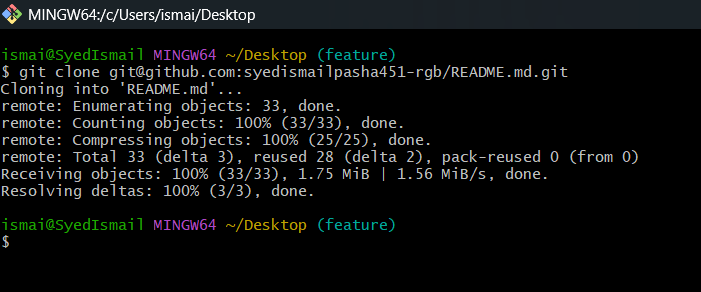 MINGW64:/c/Users/ismai/Desktop
ismai@SyedIsmail MINGW64 ~/Desktop (feature)
$ git clone git@github.com:syedismailpasha451-rgb/README.md.git
Cloning into 'README.md'...
remote: Enumerating objects: 33, done.
remote: Counting objects: 100% (33/33), done.
remote: Compressing objects: 100% (25/25), done.
remote: Total 33 (delta 3), reused 28 (delta 2), pack-reused 0 (from 0)
Receiving objects: 100% (33/33), 1.75 MiB | 1.56 MiB/s, done.
Resolving deltas: 100% (3/3), done.
ismai@SyedIsmail MINGW64 ~/Desktop (feature)
$